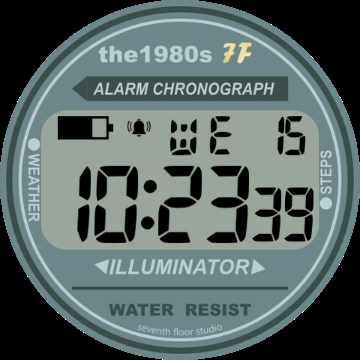 the1980s 7F
ALARM CHRONOGRAPH
WE 15
WEATHER
10:23 39
STEPS
ILLUMINATOR
WATER RESIST
seventh floor studio